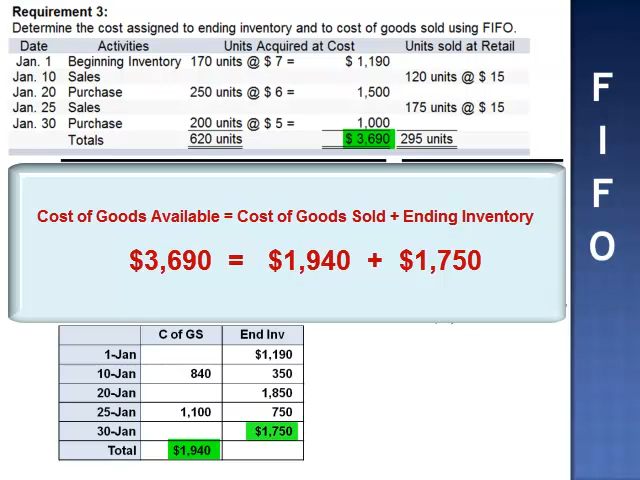 Requirement 3:
Determine the cost assigned to ending inventory and to cost of goods sold using FIFO.
Date Activities Units Acquired at Cost Units sold at Retail
Jan. 1 Beginning Inventory 170 units @ $ 7 = $ 1,190
Jan. 10 Sales 120 units @ $ 15
Jan. 20 Purchase 250 units @ $ 6 = 1,500
Jan. 25 Sales 175 units @ $ 15
Jan. 30 Purchase 200 units @ $ 5 = 1,000
Totals 620 units $ 3,690 295 units
Cost of Goods Available = Cost of Goods Sold + Ending Inventory
$3,690 = $1,940 + $1,750
C of GS End Inv
1-Jan $1,190
10-Jan 840 350
20-Jan 1,850
25-Jan 1,100 750
30-Jan $1,750
Total $1,940
F
I
F
O